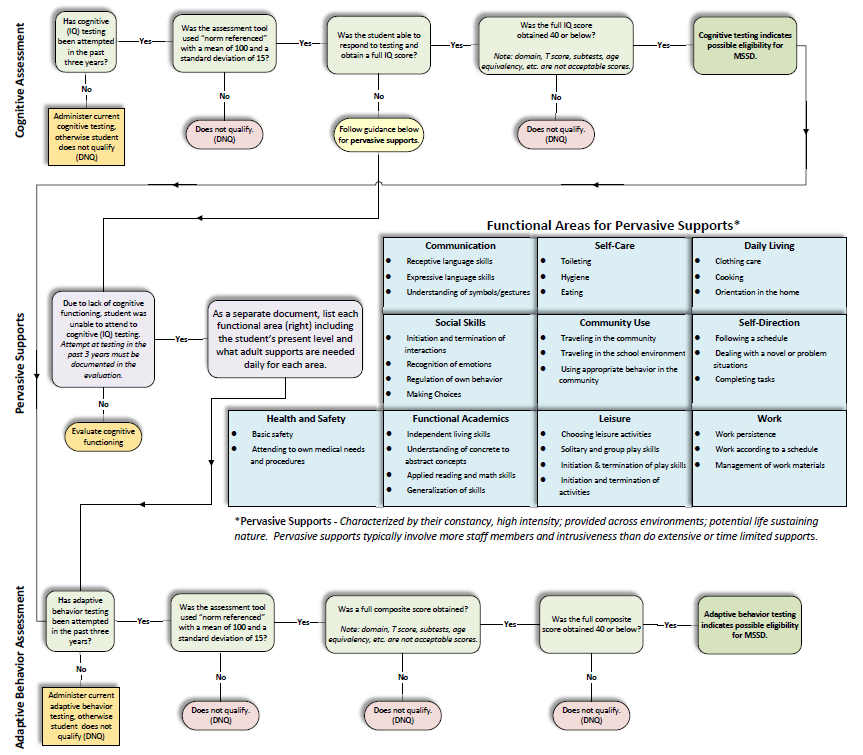 Cognitive Assessment
Has cognitive
(IQ) testing
been attempted
in the past
three years?
Yes
Was the assessment tool
used “norm referenced”
with a mean of 100 and a
standard deviation of 15?
Yes
Was the student able to
respond to testing and
obtain a full IQ score?
Yes
Was the full IQ score
obtained 40 or below?
Note: domain, T score, subtests, age
equivalency, etc. are not acceptable scores.
Yes
Cognitive testing indicates
possible eligibility for
MSSD.
No
No
No
No
Administer current
cognitive testing,
otherwise student
does not qualify
(DNQ)
Does not qualify.
(DNQ)
Follow guidance below
for pervasive supports.
Does not qualify.
(DNQ)
Pervasive Supports
Due to lack of cognitive
functioning, student was
unable to attend to
cognitive (IQ) testing.
Attempt at testing in the
past 3 years must be
documented in the
evaluation.
Yes
As a separate document, list each
functional area (right) including
the student’s present level and
what adult supports are needed
daily for each area.
No
Evaluate cognitive
functioning
Functional Areas for Pervasive Supports*
Communication
● Receptive language skills
● Expressive language skills
● Understanding of symbols/gestures
Self-Care
● Toileting
● Hygiene
● Eating
Daily Living
● Clothing care
● Cooking
● Orientation in the home
Social Skills
● Initiation and termination of
interactions
● Recognition of emotions
● Regulation of own behavior
● Making Choices
Community Use
● Traveling in the community
● Traveling in the school environment
● Using appropriate behavior in the
community
Self-Direction
● Following a schedule
● Dealing with a novel or problem
situations
● Completing tasks
Health and Safety
● Basic safety
● Attending to own medical needs
and procedures
Functional Academics
● Independent living skills
● Understanding of concrete to
abstract concepts
● Applied reading and math skills
● Generalization of skills
Leisure
● Choosing leisure activities
● Solitary and group play skills
● Initiation & termination of play skills
● Initiation and termination of
activities
Work
● Work persistence
● Work according to a schedule
● Management of work materials
*Pervasive Supports - Characterized by their constancy, high intensity; provided across environments; potential life sustaining
nature. Pervasive supports typically involve more staff members and intrusiveness than do extensive or time limited supports.
Adaptive Behavior Assessment
Has adaptive
behavior testing
been attempted
in the past three
years?
Yes
Was the assessment tool
used “norm referenced”
with a mean of 100 and a
standard deviation of 15?
Yes
Was a full composite score obtained?
Note: domain, T score, subtests, age
equivalency, etc. are not acceptable scores.
Yes
Was the full composite
score obtained 40 or below?
Yes
Adaptive behavior testing
indicates possible eligibility
for MSSD.
No
No
No
No
Administer current
adaptive behavior
testing, otherwise
student does not
qualify (DNQ)
Does not qualify.
(DNQ)
Does not qualify.
(DNQ)
Does not qualify.
(DNQ)